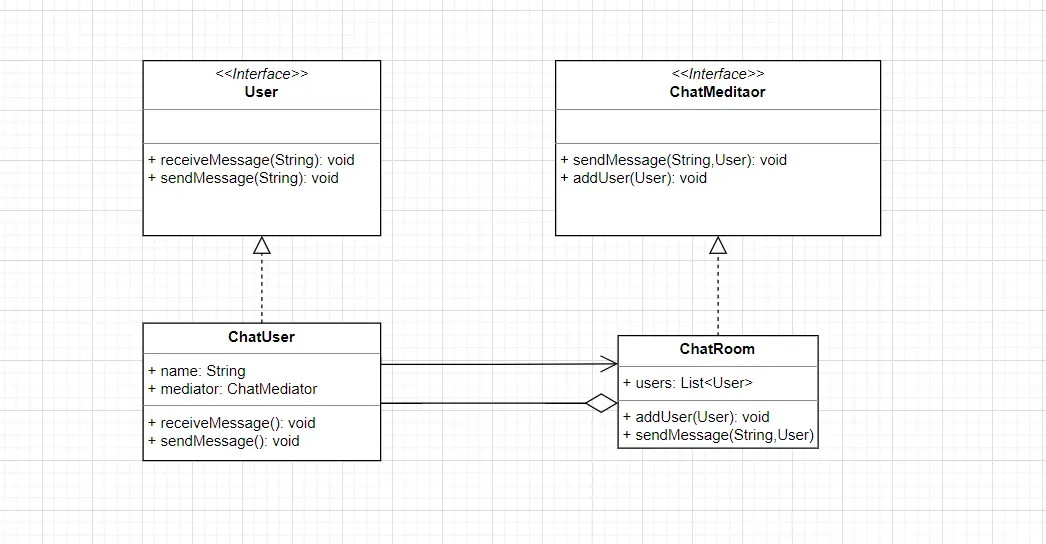 <<Interface>>
User
+ receiveMessage(String): void
+ sendMessage(String): void
<<Interface>>
ChatMeditaor
+ sendMessage(String,User): void
+ addUser(User): void
ChatUser
+ name: String
+ mediator: ChatMediator
+ receiveMessage(): void
+ sendMessage(): void
ChatRoom
+ users: List<User>
+ addUser(User): void
+ sendMessage(String,User)